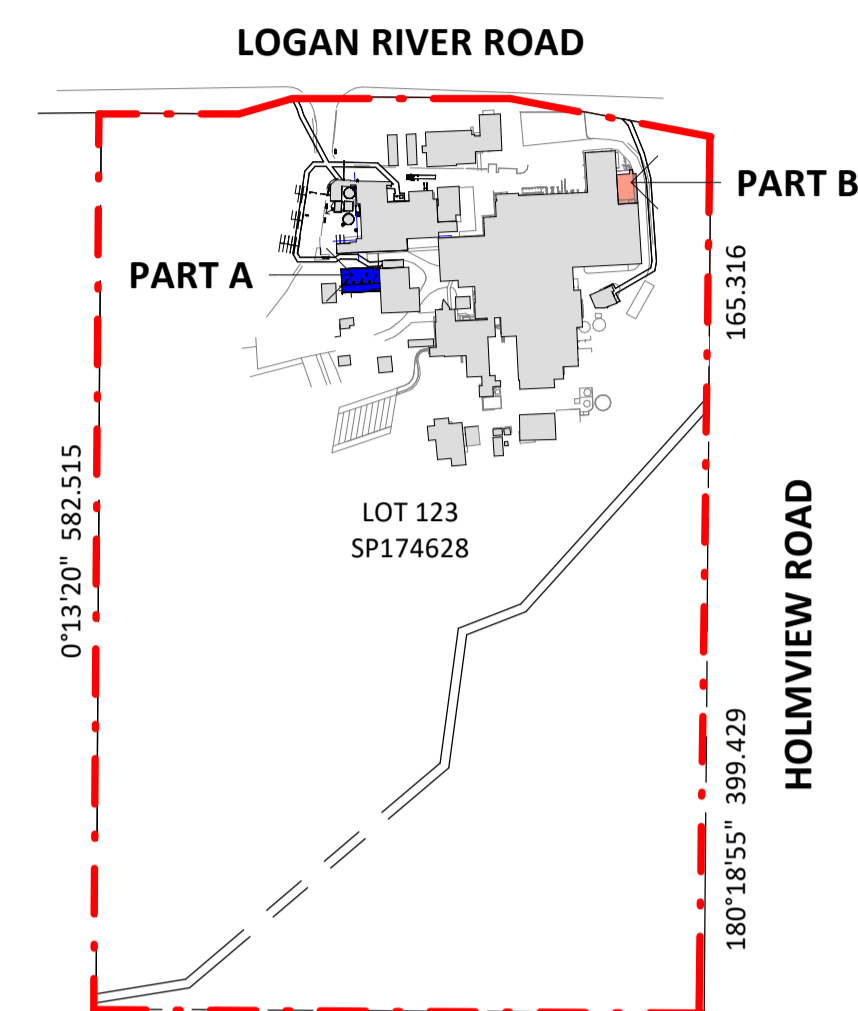 LOGAN RIVER ROAD
PART B
PART A
165.316
0°13'20" 582.515
LOT 123
SP174628
HOLMVIEW ROAD
180°18'55" 399.429